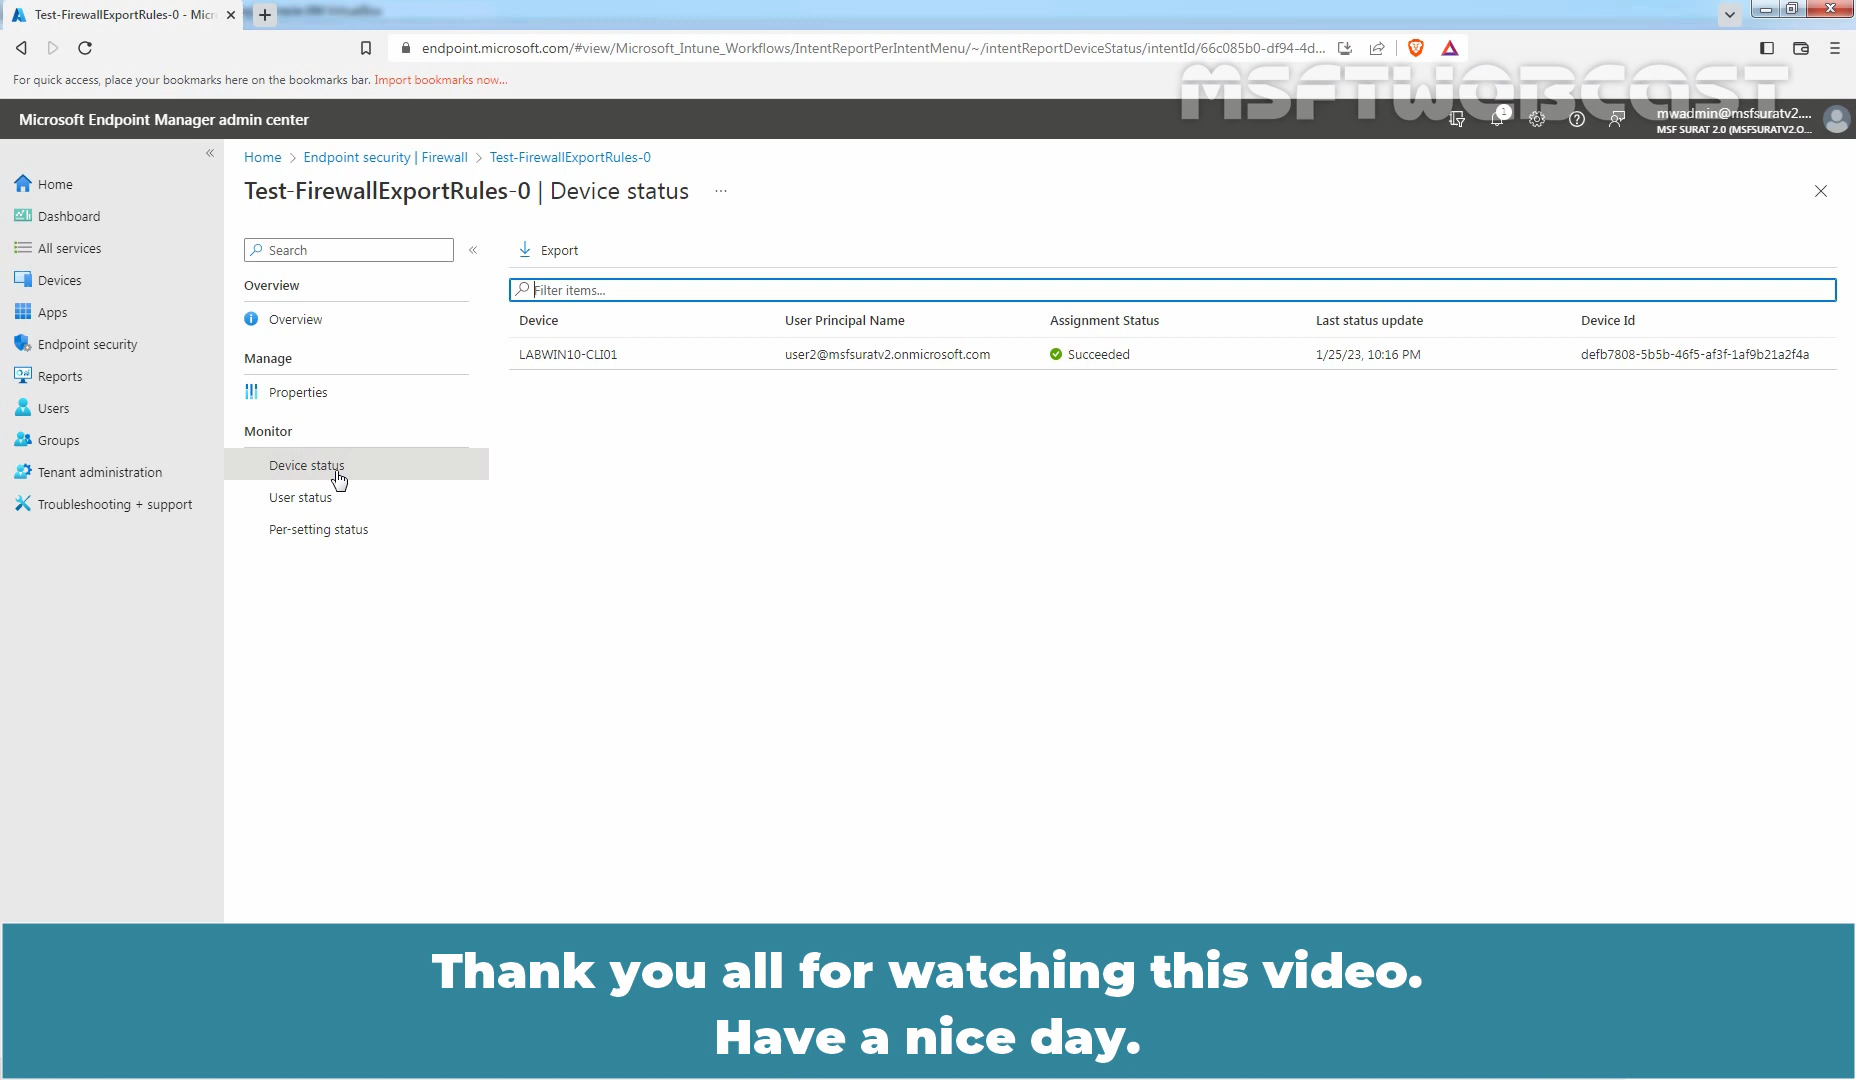 Test-FirewallExportRules-0 - Micr
endpoint.microsoft.com/#view/Microsoft_Intune_Workflows/IntentReportPerIntentMenu/~/intentReportDeviceStatus/intentId/66c085b0-df94-4d...
For quick access, place your bookmarks here on the bookmarks bar. Import bookmarks now...
MSFTWEBCAST
Microsoft Endpoint Manager admin center
1
mwadmin@msfsuratv2....
MSF SURAT 2.0 (MSFSURATV2.O...
Home > Endpoint security | Firewall > Test-FirewallExportRules-0
Test-FirewallExportRules-0 | Device status ...
Home
Dashboard
All services
Devices
Apps
Endpoint security
Reports
Users
Groups
Tenant administration
Troubleshooting + support
Search
Overview
Overview
Manage
Properties
Monitor
Device status
User status
Per-setting status
Export
Filter items...
Device User Principal Name Assignment Status Last status update Device Id
LABWIN10-CLI01 user2@msfsuratv2.onmicrosoft.com Succeeded 1/25/23, 10:16 PM defb7808-5b5b-46f5-af3f-1af9b21a2f4a
Thank you all for watching this video.
Have a nice day.